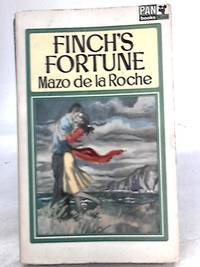 PAN
books
FINCH'S
FORTUNE
Mazo de la Roche